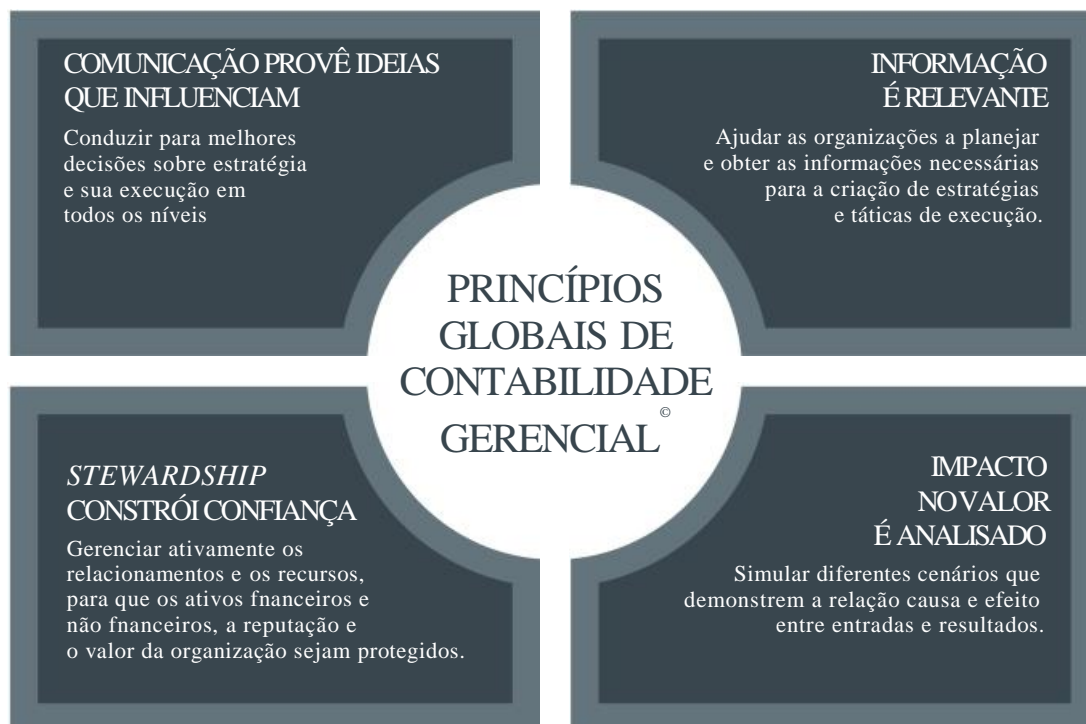 COMUNICAÇÃO PROVÊ IDEIAS
QUE INFLUENCIAM
Conduzir para melhores
decisões sobre estratégia
e sua execução em
todos os níveis
INFORMAÇÃO
É RELEVANTE
Ajudar as organizações a planejar
e obter as informações necessárias
para a criação de estratégias
e táticas de execução.
PRINCÍPIOS
GLOBAIS DE
CONTABILIDADE
GERENCIAL©
STEWARDSHIP
CONSTRÓI CONFIANÇA
Gerenciar ativamente os
relacionamentos e os recursos,
para que os ativos fnanceiros e
não fnanceiros, a reputação e
o valor da organização sejam protegidos.
IMPACTO
NO VALOR
É ANALISADO
Simular diferentes cenários que
demonstrem a relação causa e efeito
entre entradas e resultados.